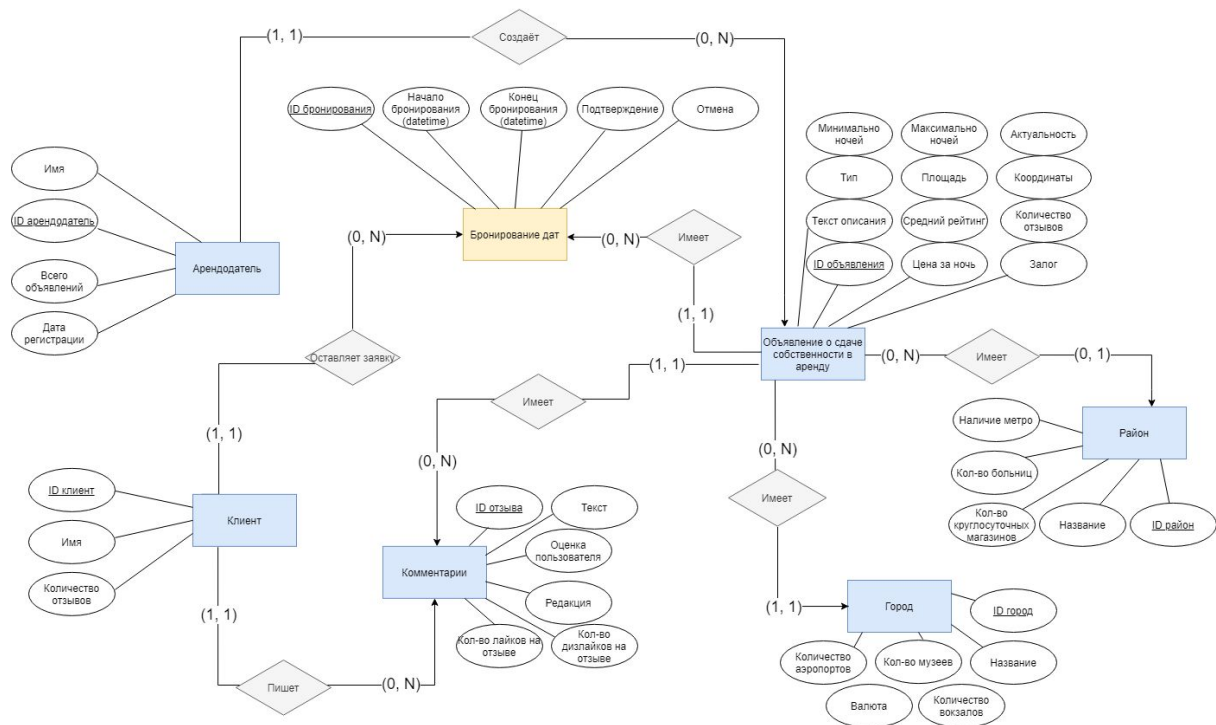 (1, 1)
Создаёт
(0, N)
ID бронирования
Начало
бронирования
(datetime)
Конец
бронирования
(datetime)
Подтверждение
Отмена
Минимально
ночей
Максимально
ночей
Актуальность
Тип
Площадь
Координаты
Текст описания
Средний рейтинг
Количество
отзывов
ID объявления
Цена за ночь
Залог
Имя
ID арендодатель
Всего
объявлений
Дата
регистрации
Арендодатель
(0, N)
Бронирование дат
(0, N)
Имеет
(1, 1)
Объявление о сдаче
собственности в
аренду
(0, N)
Имеет
(0, 1)
Оставляет заявку
(1, 1)
Имеет
(0, N)
(1, 1)
(0, N)
Имеет
(1, 1)
Наличие метро
Кол-во больниц
Кол-во
круглосуточных
магазинов
Название
ID район
Район
ID клиент
Имя
Количество
отзывов
Клиент
(1, 1)
Пишет
(0, N)
ID отзыва
Текст
Оценка
пользователя
Комментарии
Редакция
Кол-во лайков на
отзыве
Кол-во
дизлайков на
отзыве
Город
ID город
Количество
аэропортов
Кол-во музеев
Название
Валюта
Количество
вокзалов